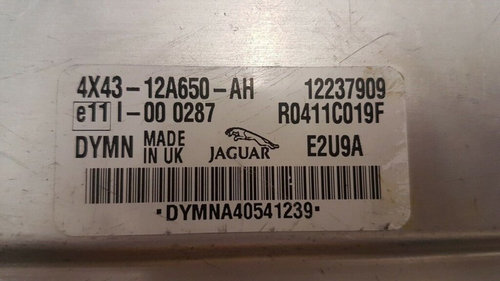 4X43-12A650-AH 12237909
e11 I-00 0287 R0411C019F
DYMN MADE IN UK JAGUAR E2U9A
·DYMNA40541239·